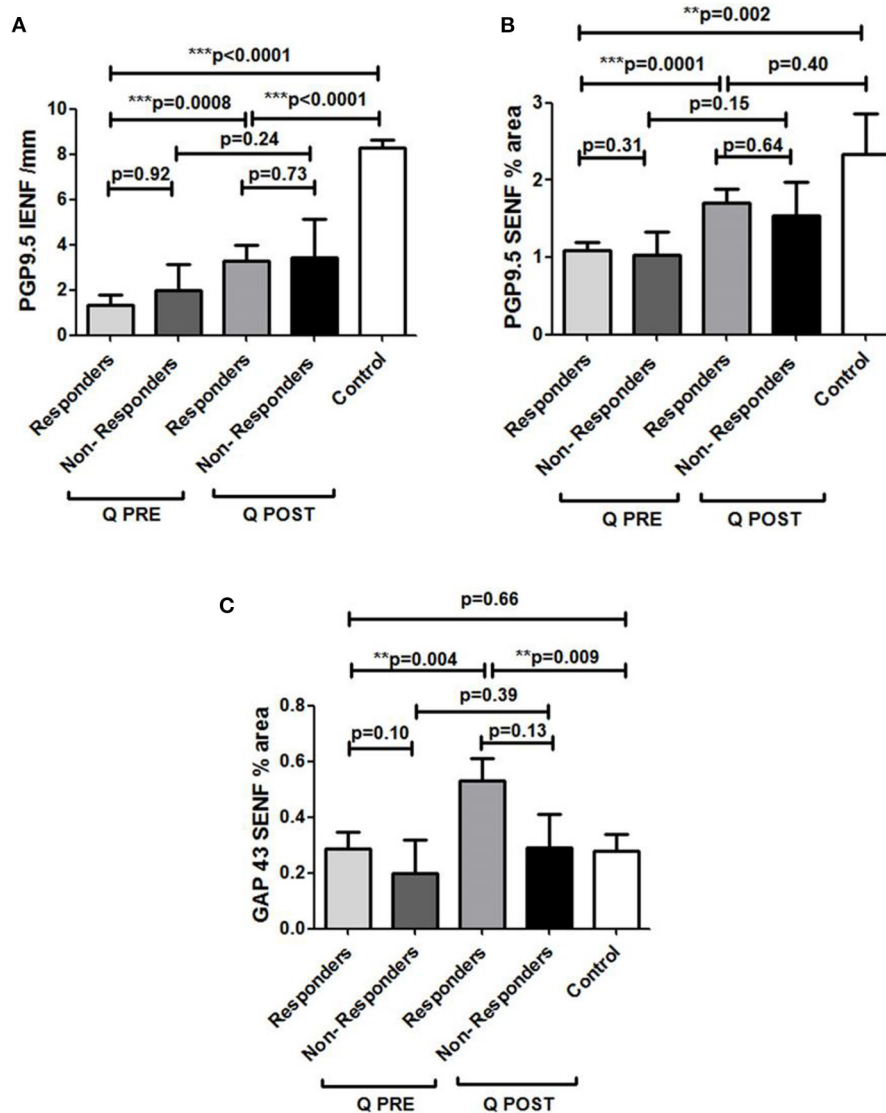 A
***p<0.0001
***p=0.0008
***p<0.0001
p=0.24
p=0.92
p=0.73
PGP9.5 IENF /mm
10
8
6
4
2
0
Responders
Non- Responders
Responders
Non- Responders
Control
Q PRE
Q POST
B
**p=0.002
***p=0.0001
p=0.40
p=0.15
p=0.31
p=0.64
PGP9.5 SENF % area
3
2
1
0
Responders
Non- Responders
Responders
Non- Responders
Control
Q PRE
Q POST
C
p=0.66
**p=0.004
**p=0.009
p=0.39
p=0.10
p=0.13
GAP 43 SENF % area
0.8
0.6
0.4
0.2
0.0
Responders
Non- Responders
Responders
Non- Responders
Control
Q PRE
Q POST